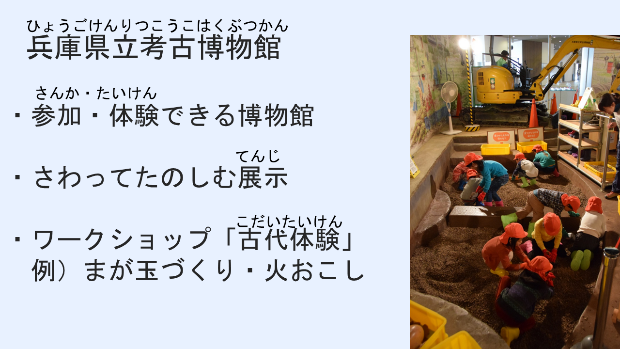 ひょうごけんりつこうこはくぶつかん
兵庫県立考古博物館
さんか・たいけん
・参加・体験できる博物館
てんじ
・さわってたのしむ展示
こだいたいけん
・ワークショップ「古代体験」
例）まが玉づくり・火おこし